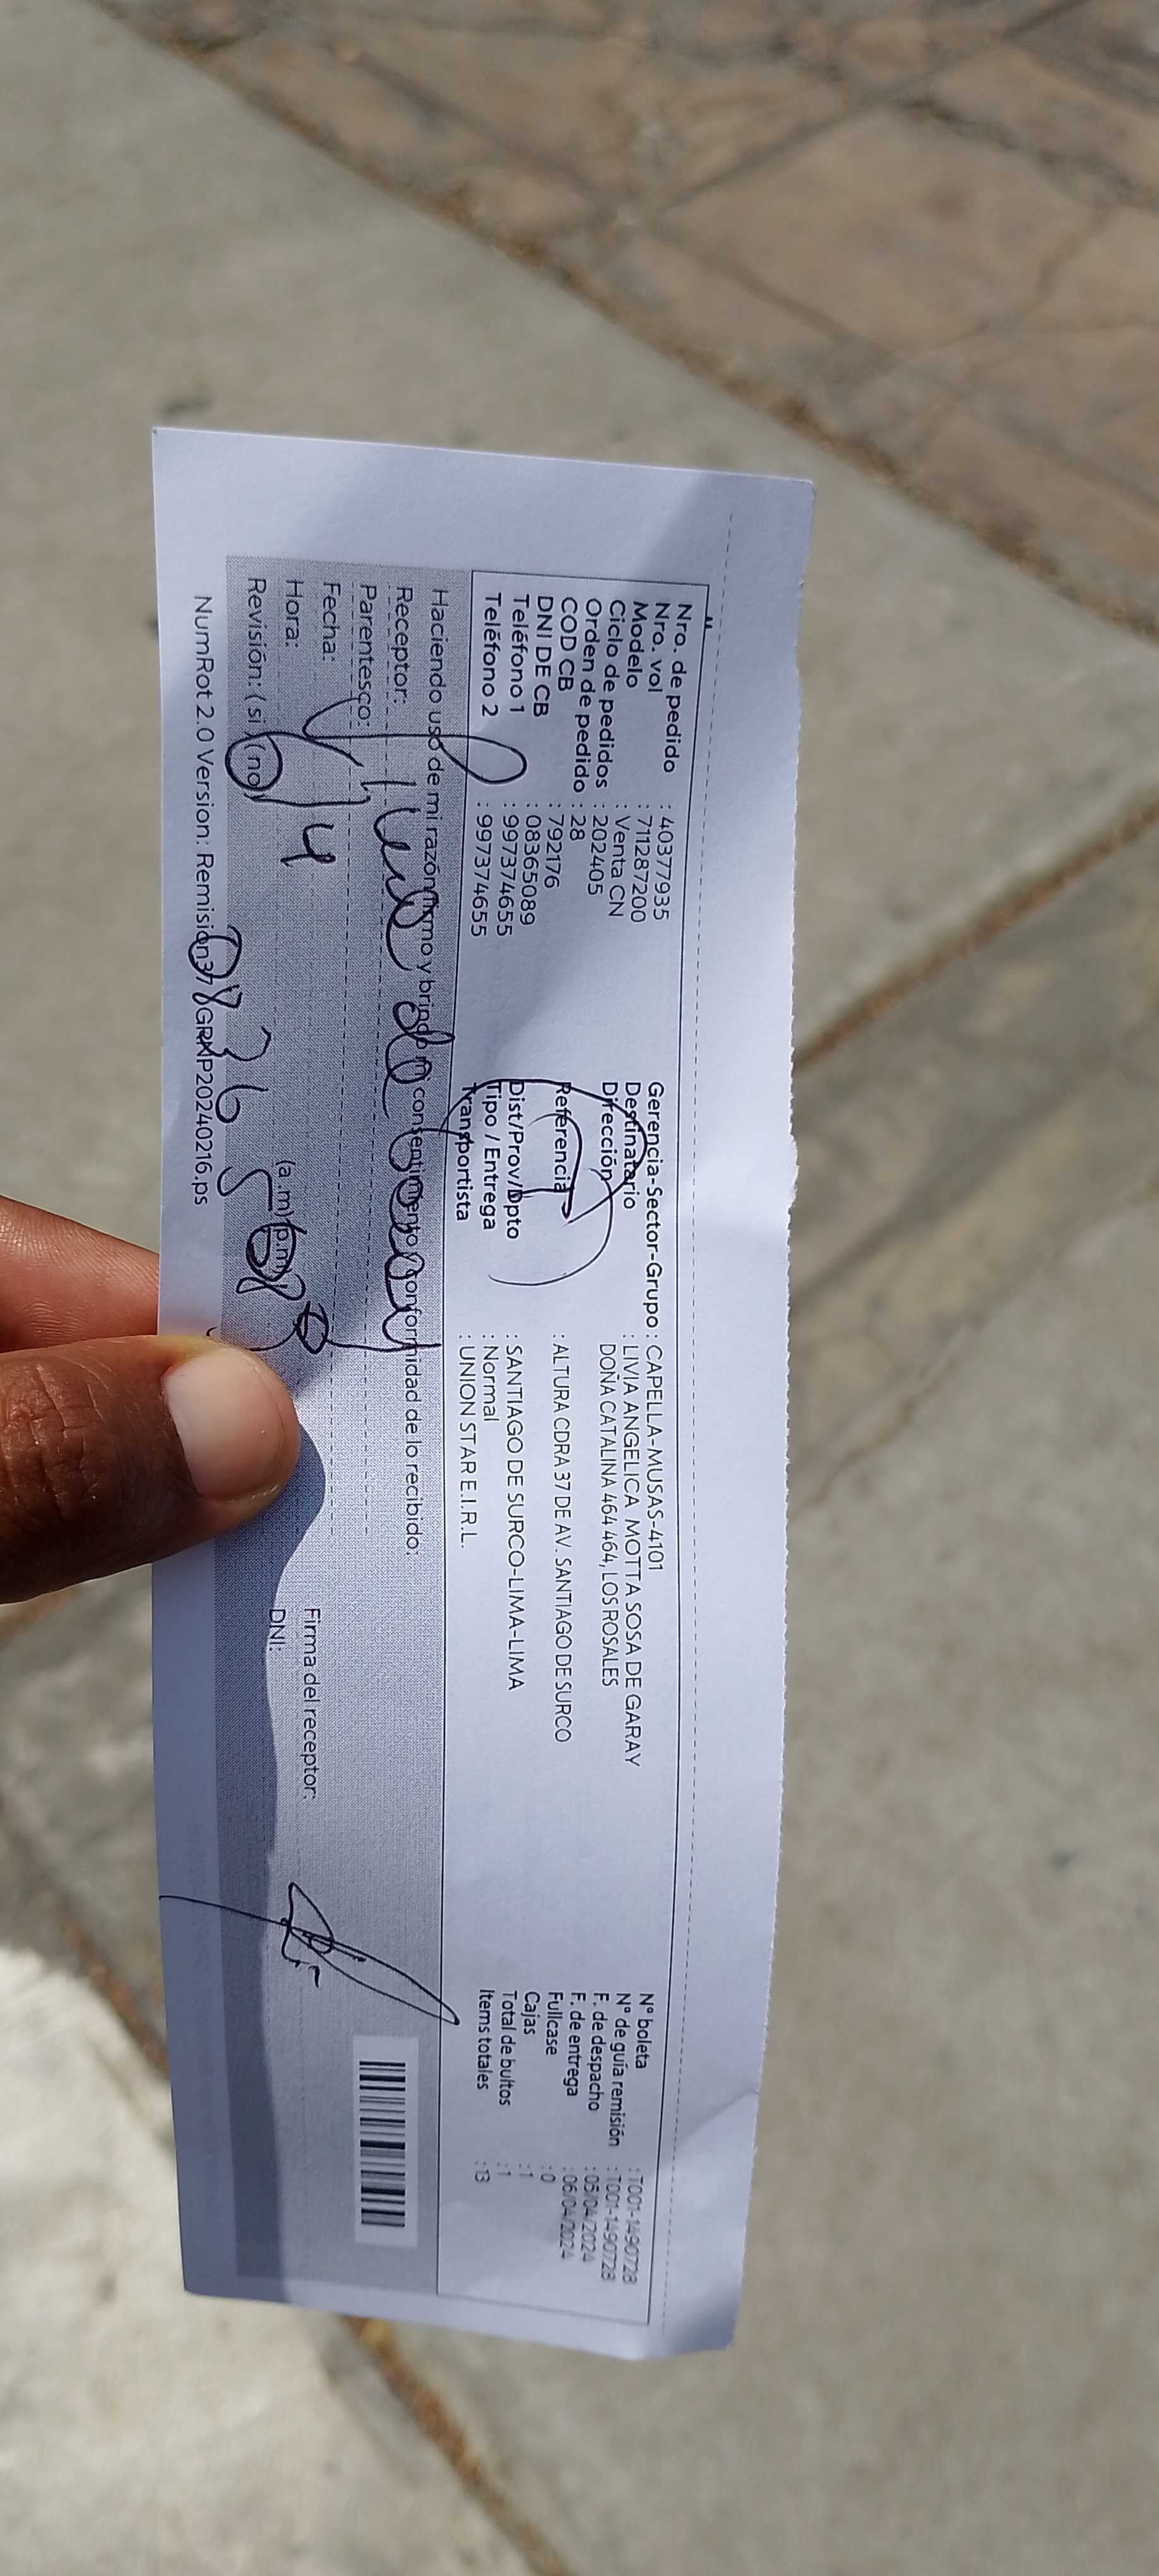 Nro. de pedido : 40377935
Nro. vol : 711287200
Modelo : Venta CN
Ciclo de pedidos : 202405
Orden de pedido : 28
COD CB : 792176
DNI DE CB : 08365089
Teléfono 1 : 997374655
Teléfono 2 : 997374655
Gerencia-Sector-Grupo : CAPELLA-MUSAS-4101
Destinatario : LIVIA ANGELICA MOTTA SOSA DE GARAY
Dirección DOÑA CATALINA 464 464, LOS ROSALES
Referencia : ALTURA CDRA 37 DE AV. SANTIAGO DE SURCO
Dist/Prov/Dpto : SANTIAGO DE SURCO-LIMA-LIMA
Tipo / Entrega : Normal
Transportista : UNION STAR E.I.R.L.
N° boleta : T001-1490728
N° de guía remisión : T001-1490728
F. de despacho : 05/04/2024
F. de entrega : 06/04/2024
Fullcase : 0
Cajas : 1
Total de bultos : 1
Items totales : 13
Haciendo uso de mi razón firmo y brindo mi consentimiento y conformidad de lo recibido:
Receptor:
Parentesco:
Fecha:
Hora: (a.m) (p.m)
Revisión: (si) (no)
Firma del receptor:
DNI:
NumRot 2.0 Version: Remision378GRNP20240216.ps